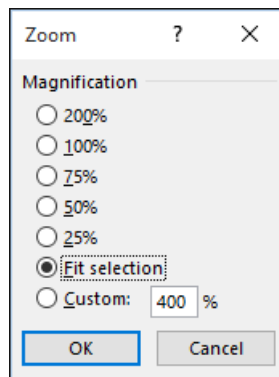 Zoom ? ×
Magnification
200%
100%
75%
50%
25%
Fit selection
Custom: 400 %
OK Cancel